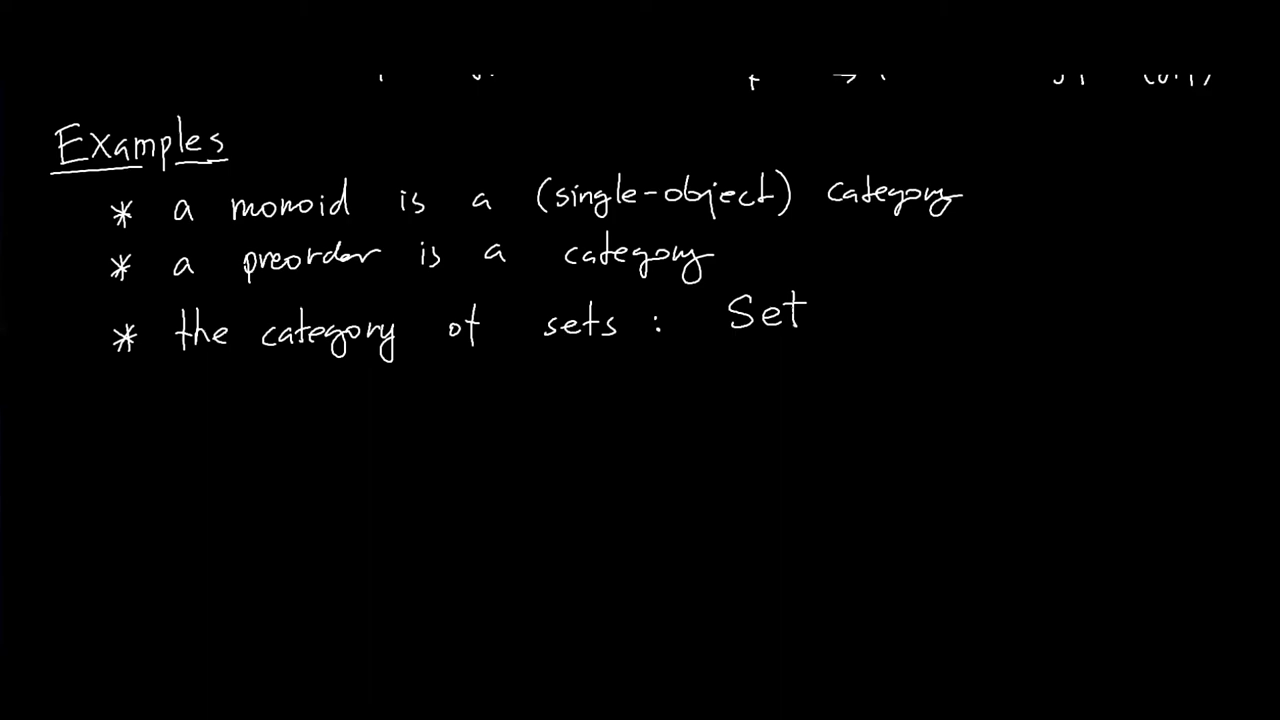 Examples
* a monoid is a (single-object) category
* a preorder is a category
* the category of sets : Set